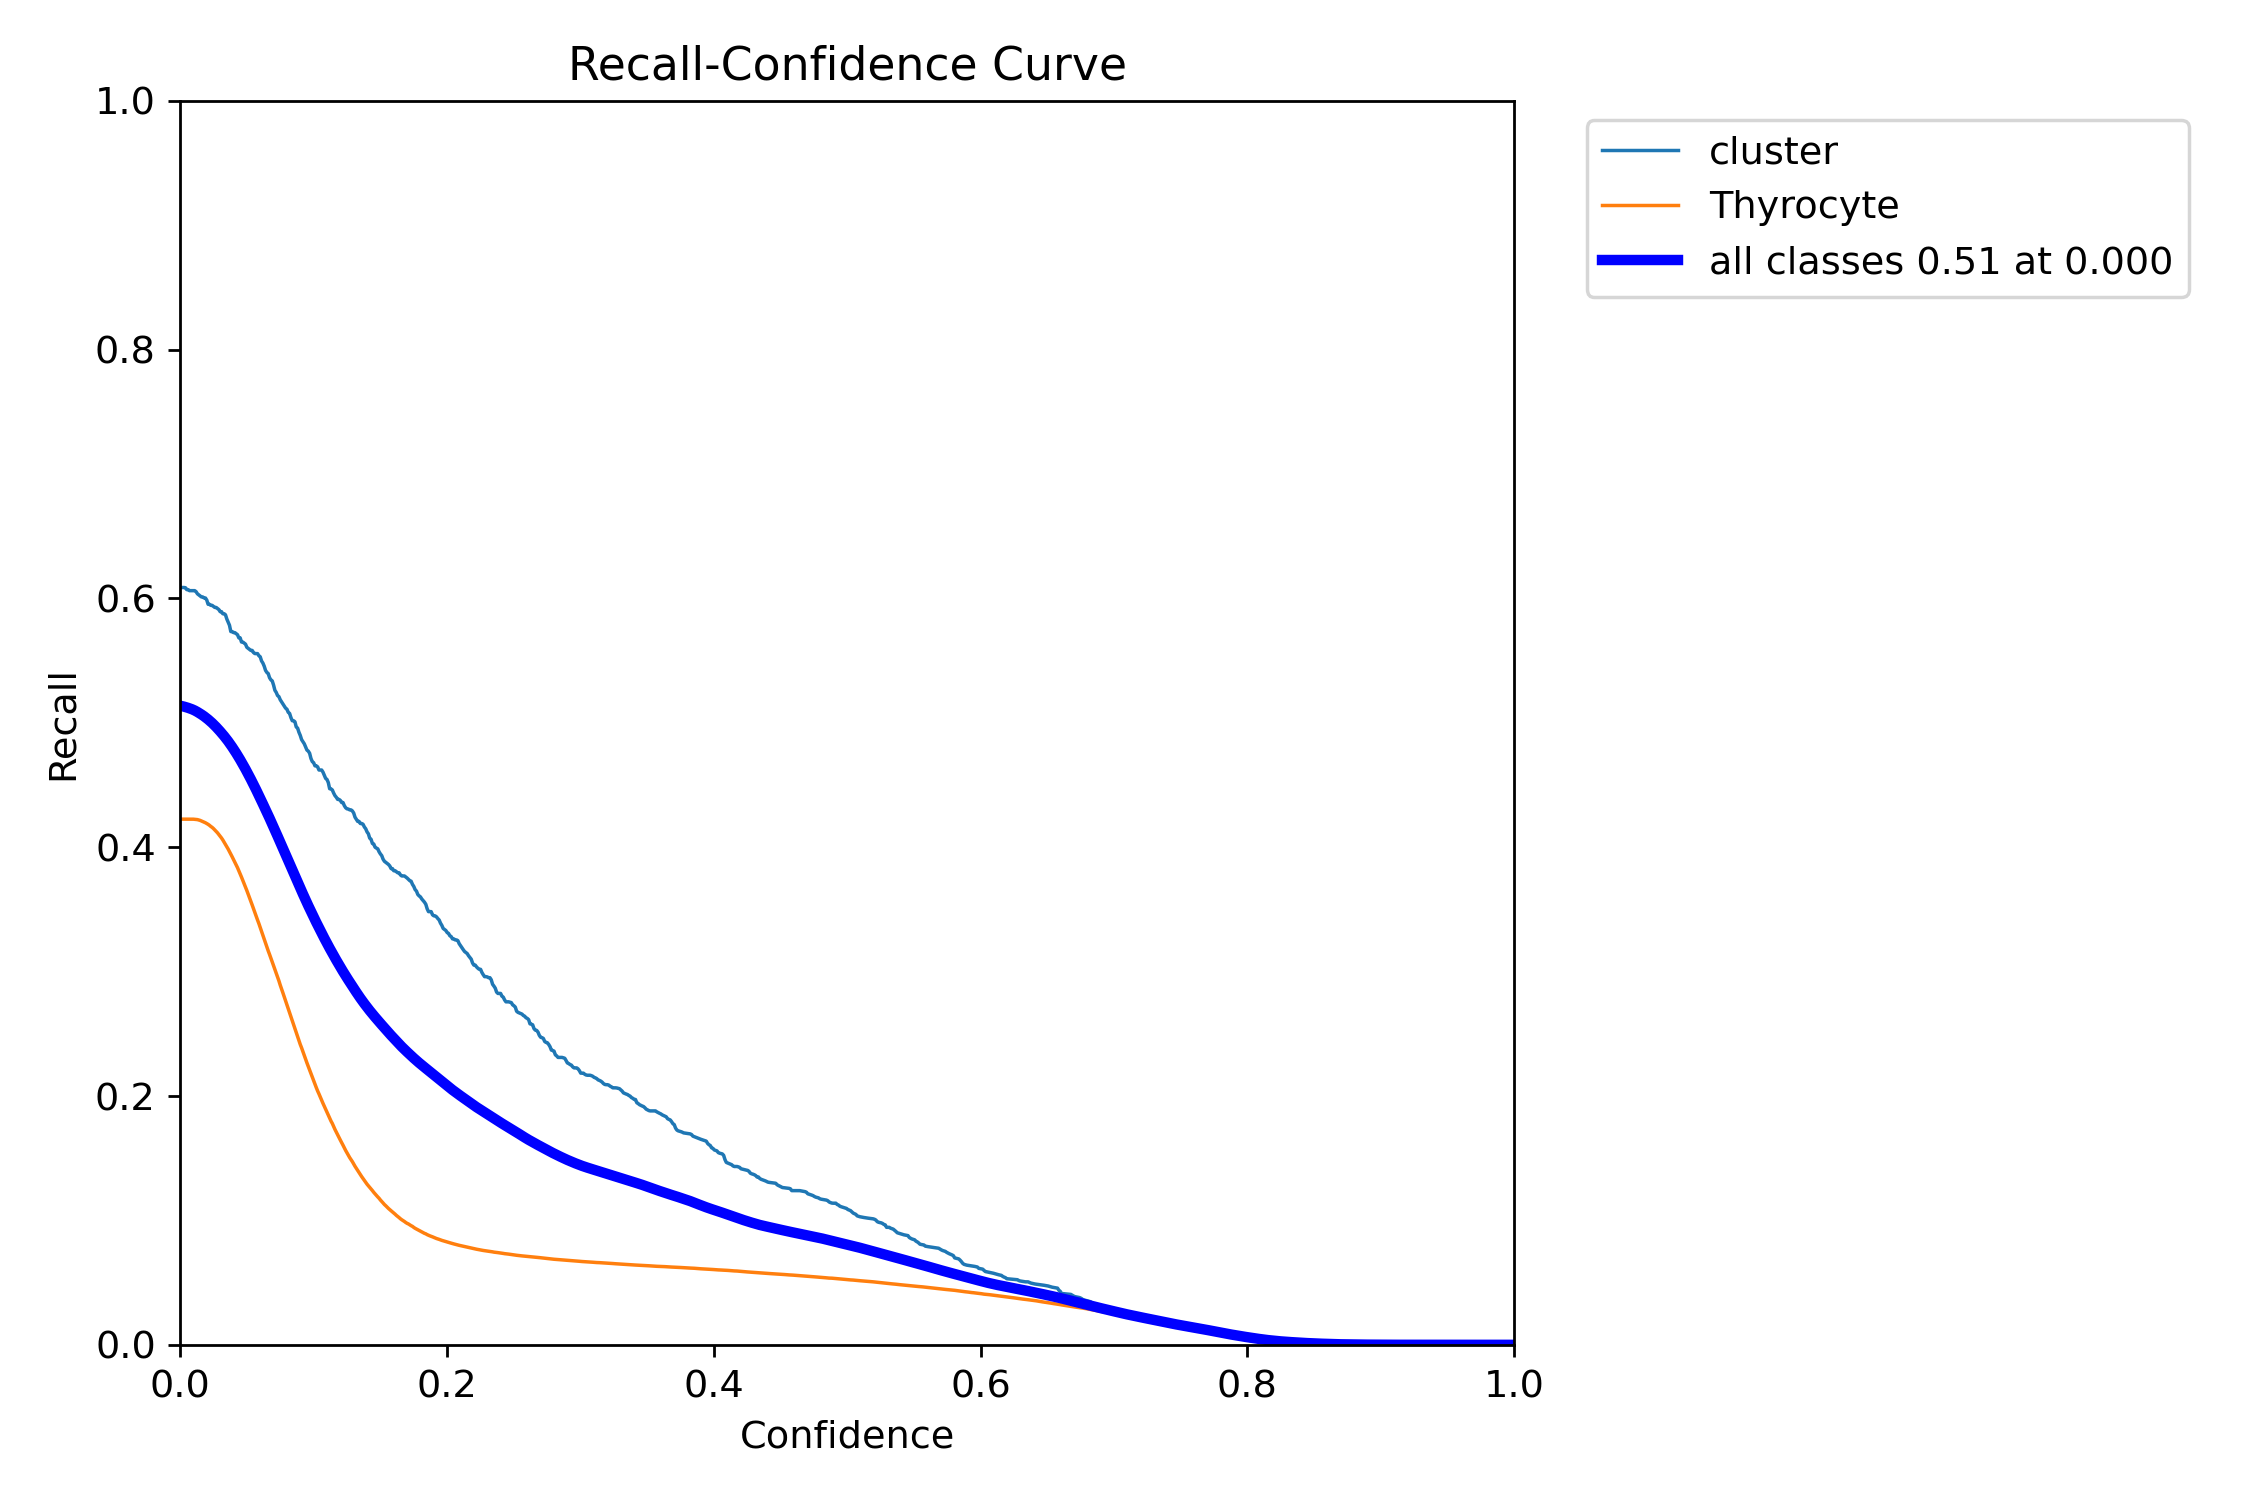 Recall-Confidence Curve
1.0
0.8
0.6
0.4
0.2
0.0
Recall
0.0 0.2 0.4 0.6 0.8 1.0
Confidence
cluster
Thyrocyte
all classes 0.51 at 0.000